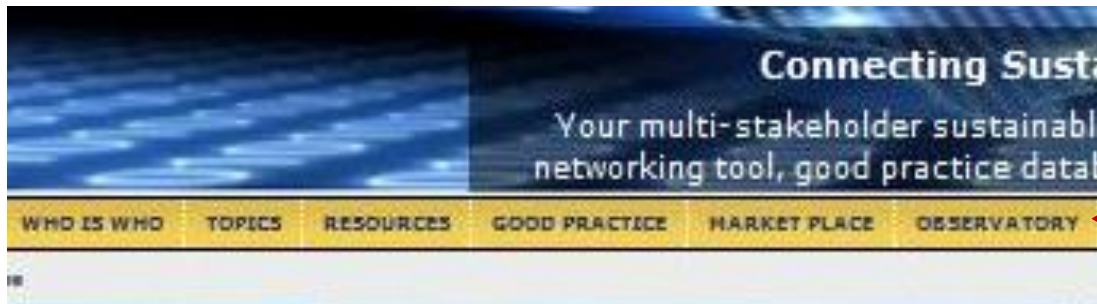 Connecting Susta
Your multi-stakeholder sustainabl
networking tool, good practice datab
WHO IS WHO TOPICS RESOURCES GOOD PRACTICE MARKET PLACE OBSERVATORY